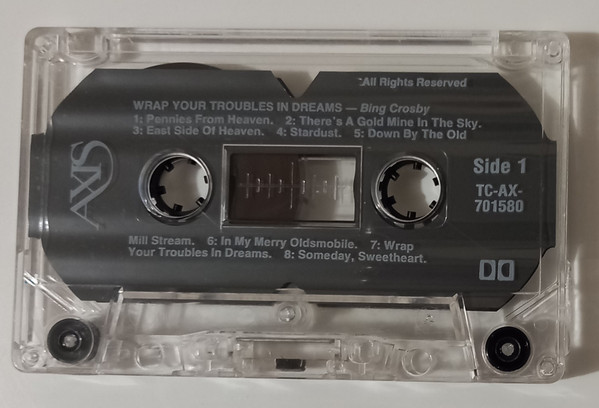 *All Rights Reserved
WRAP YOUR TROUBLES IN DREAMS — Bing Crosby
1: Pennies From Heaven. 2: There's A Gold Mine In The Sky.
3: East Side Of Heaven. 4: Stardust. 5: Down By The Old
AXIS
Side 1
TC-AX-
701580
Mill Stream. 6: In My Merry Oldsmobile. 7: Wrap
Your Troubles In Dreams. 8: Someday, Sweetheart.